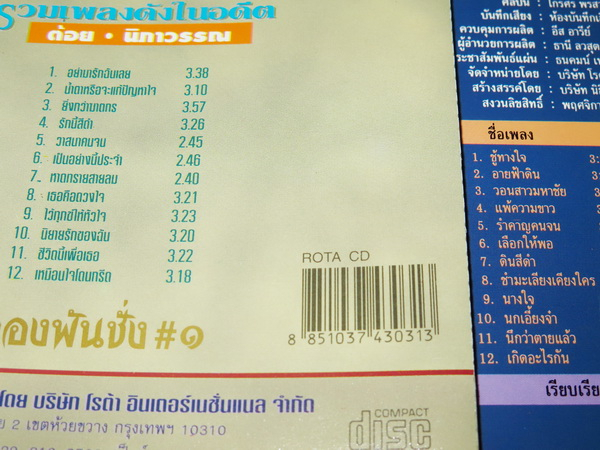 รวมเพลงดังในอดีต
ต้อย • นิภาวรรณ
1. อย่ามารักฉันเลย 3.38
2. น้ำตาหรือจะแก้ปัญหาใจ 3.10
3. ยิ่งกว่ามาตกร 3.57
4. รักนี้สีดำ 3.26
5. วาสนาคนจน 2.45
6. เป็นอย่างนี้ประจำ 2.46
7. หาดทรายสายลม 2.40
8. เธอคือดวงใจ 3.21
9. ไว้ทุกข์ให้หัวใจ 3.23
10. นิยายรักของฉัน 3.20
11. ชีวิตนี้เพื่อเธอ 3.22
12. เหมือนใจโดนกรีด 3.18
ROTA CD
8 851037 430313
องพันชั่ง #๑
โดย บริษัท โรต้า อินเตอร์เนชั่นแนล จำกัด
2 เขตห้วยขวาง กรุงเทพฯ 10310
COMPACT
disc
ศิลปิน :
บันทึกเสียง : ห้องบันทึก
ควบคุมการผลิต : อีส อารีย์
ผู้อำนวยการผลิต : ธานี
ประชาสัมพันธ์แผ่น :
จัดจำหน่ายโดย : บริษัท
สร้างสรรค์โดย : บริษัท
สงวนลิขสิทธิ์ :
ชื่อเพลง
1. ชู้ทางใจ 3:
2. อายฟ้าดิน
3. วอนสาวมหาชัย
4. แพ้ความขาว
5. รำคาญคนจน
6. เลือกให้พอ
7. ดินสีดำ
8. ชำมะเลียงเคียงใคร
9. นางใจ
10. นกเอี้ยงจำ
11. นึกว่าตายแล้ว
12. เกิดอะไรกัน